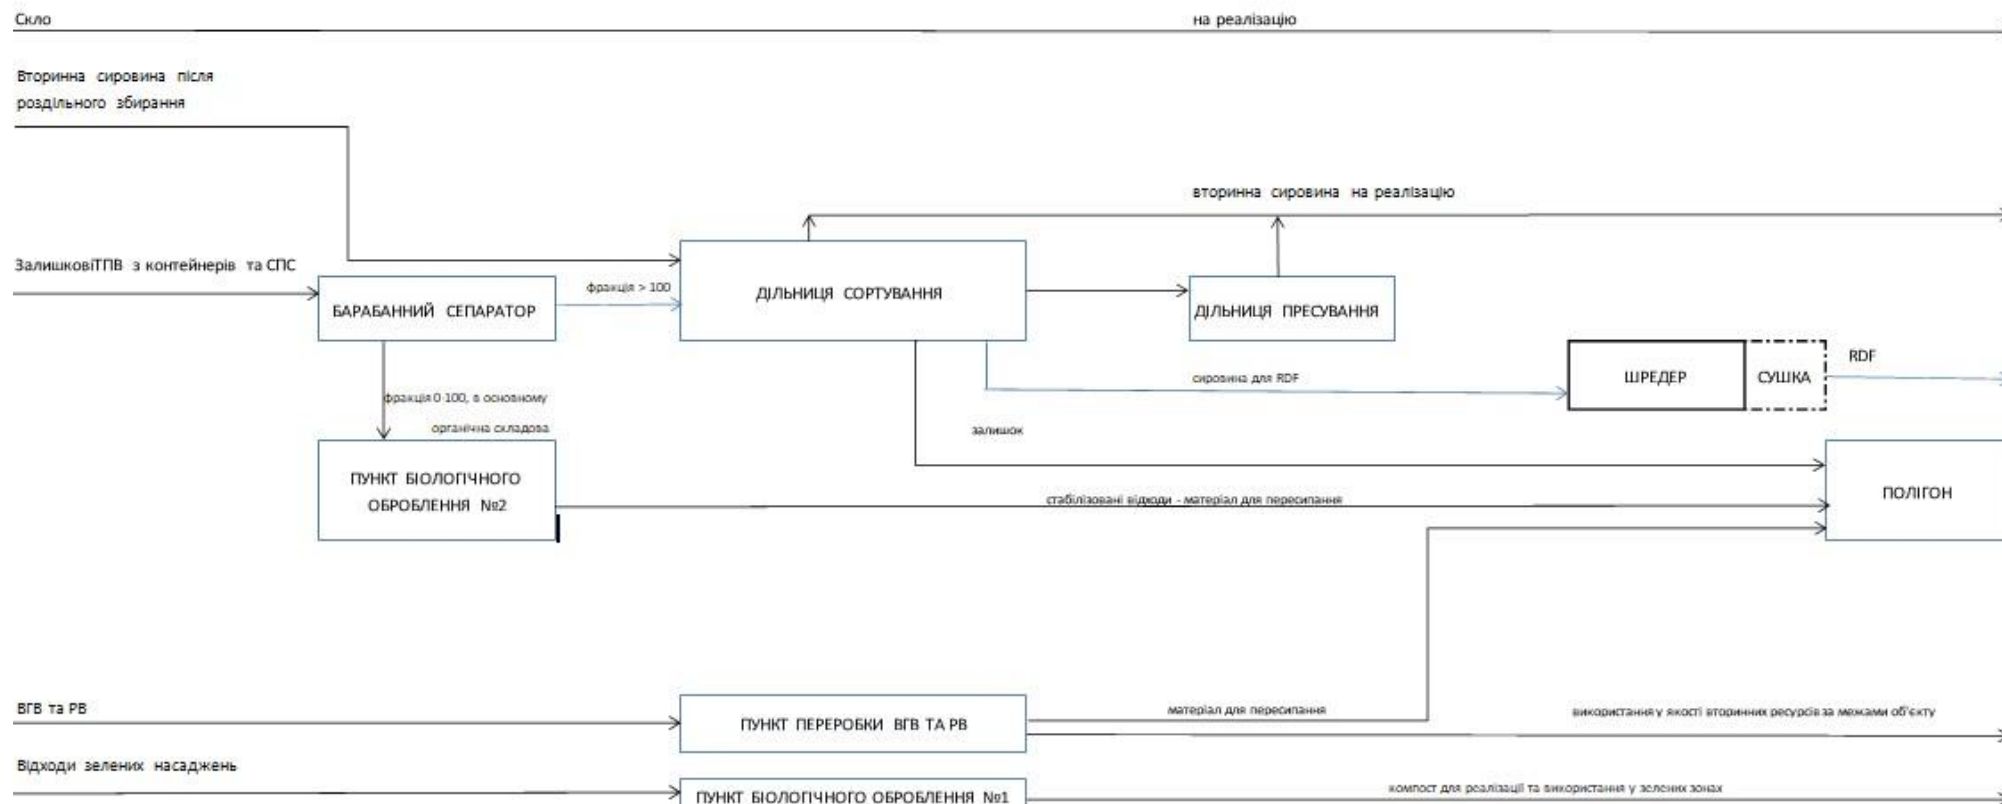 Скло
на реалізацію
Вторинна сировина після
роздільного збирання
вторинна сировина на реалізацію
ЗалишковіТПВ з контейнерів та СПС
фракція > 100
БАРАБАННИЙ СЕПАРАТОР
ДІЛЬНИЦЯ СОРТУВАННЯ
ДІЛЬНИЦЯ ПРЕСУВАННЯ
RDF
ШРЕДЕР
СУШКА
сировина для RDF
фракція 0 100, в основному
органічна складова
залишок
ПУНКТ БІОЛОГІЧНОГО
ОБРОБЛЕННЯ №2
стабілізовані відходи - матеріал для пересипання
ПОЛІГОН
ВГВ та РВ
ПУНКТ ПЕРЕРОБКИ ВГВ ТА РВ
матеріал для пересипання
використання у якості вторинних ресурсів за межами об'єкту
Відходи зелених насаджень
ПУНКТ БІОЛОГІЧНОГО ОБРОБЛЕННЯ №1
компост для реалізації та використання у зелених зонах